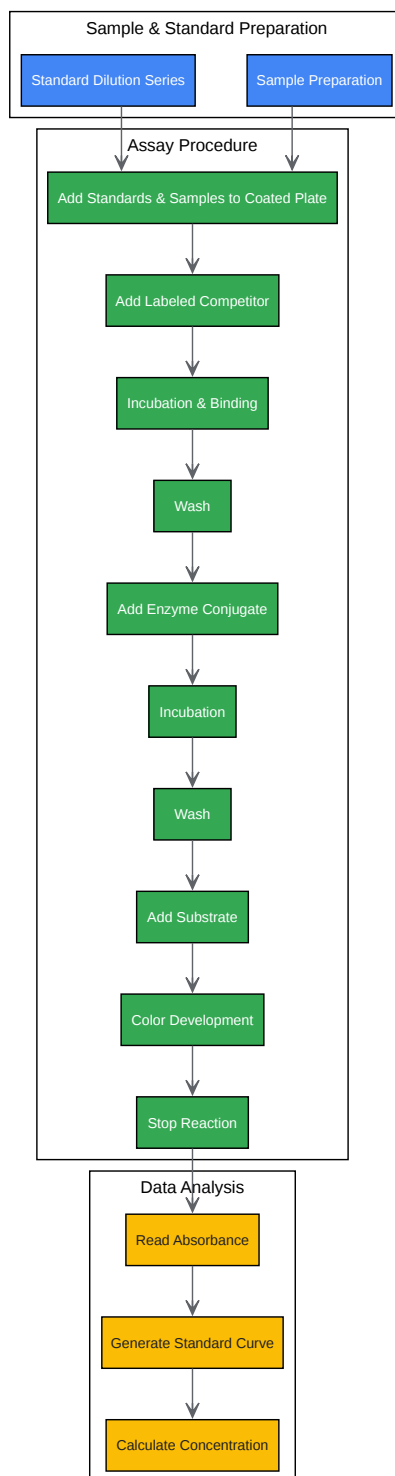 Sample & Standard Preparation
Standard Dilution Series
Sample Preparation
Assay Procedure
Add Standards & Samples to Coated Plate
Add Labeled Competitor
Incubation & Binding
Wash
Add Enzyme Conjugate
Incubation
Wash
Add Substrate
Color Development
Stop Reaction
Data Analysis
Read Absorbance
Generate Standard Curve
Calculate Concentration